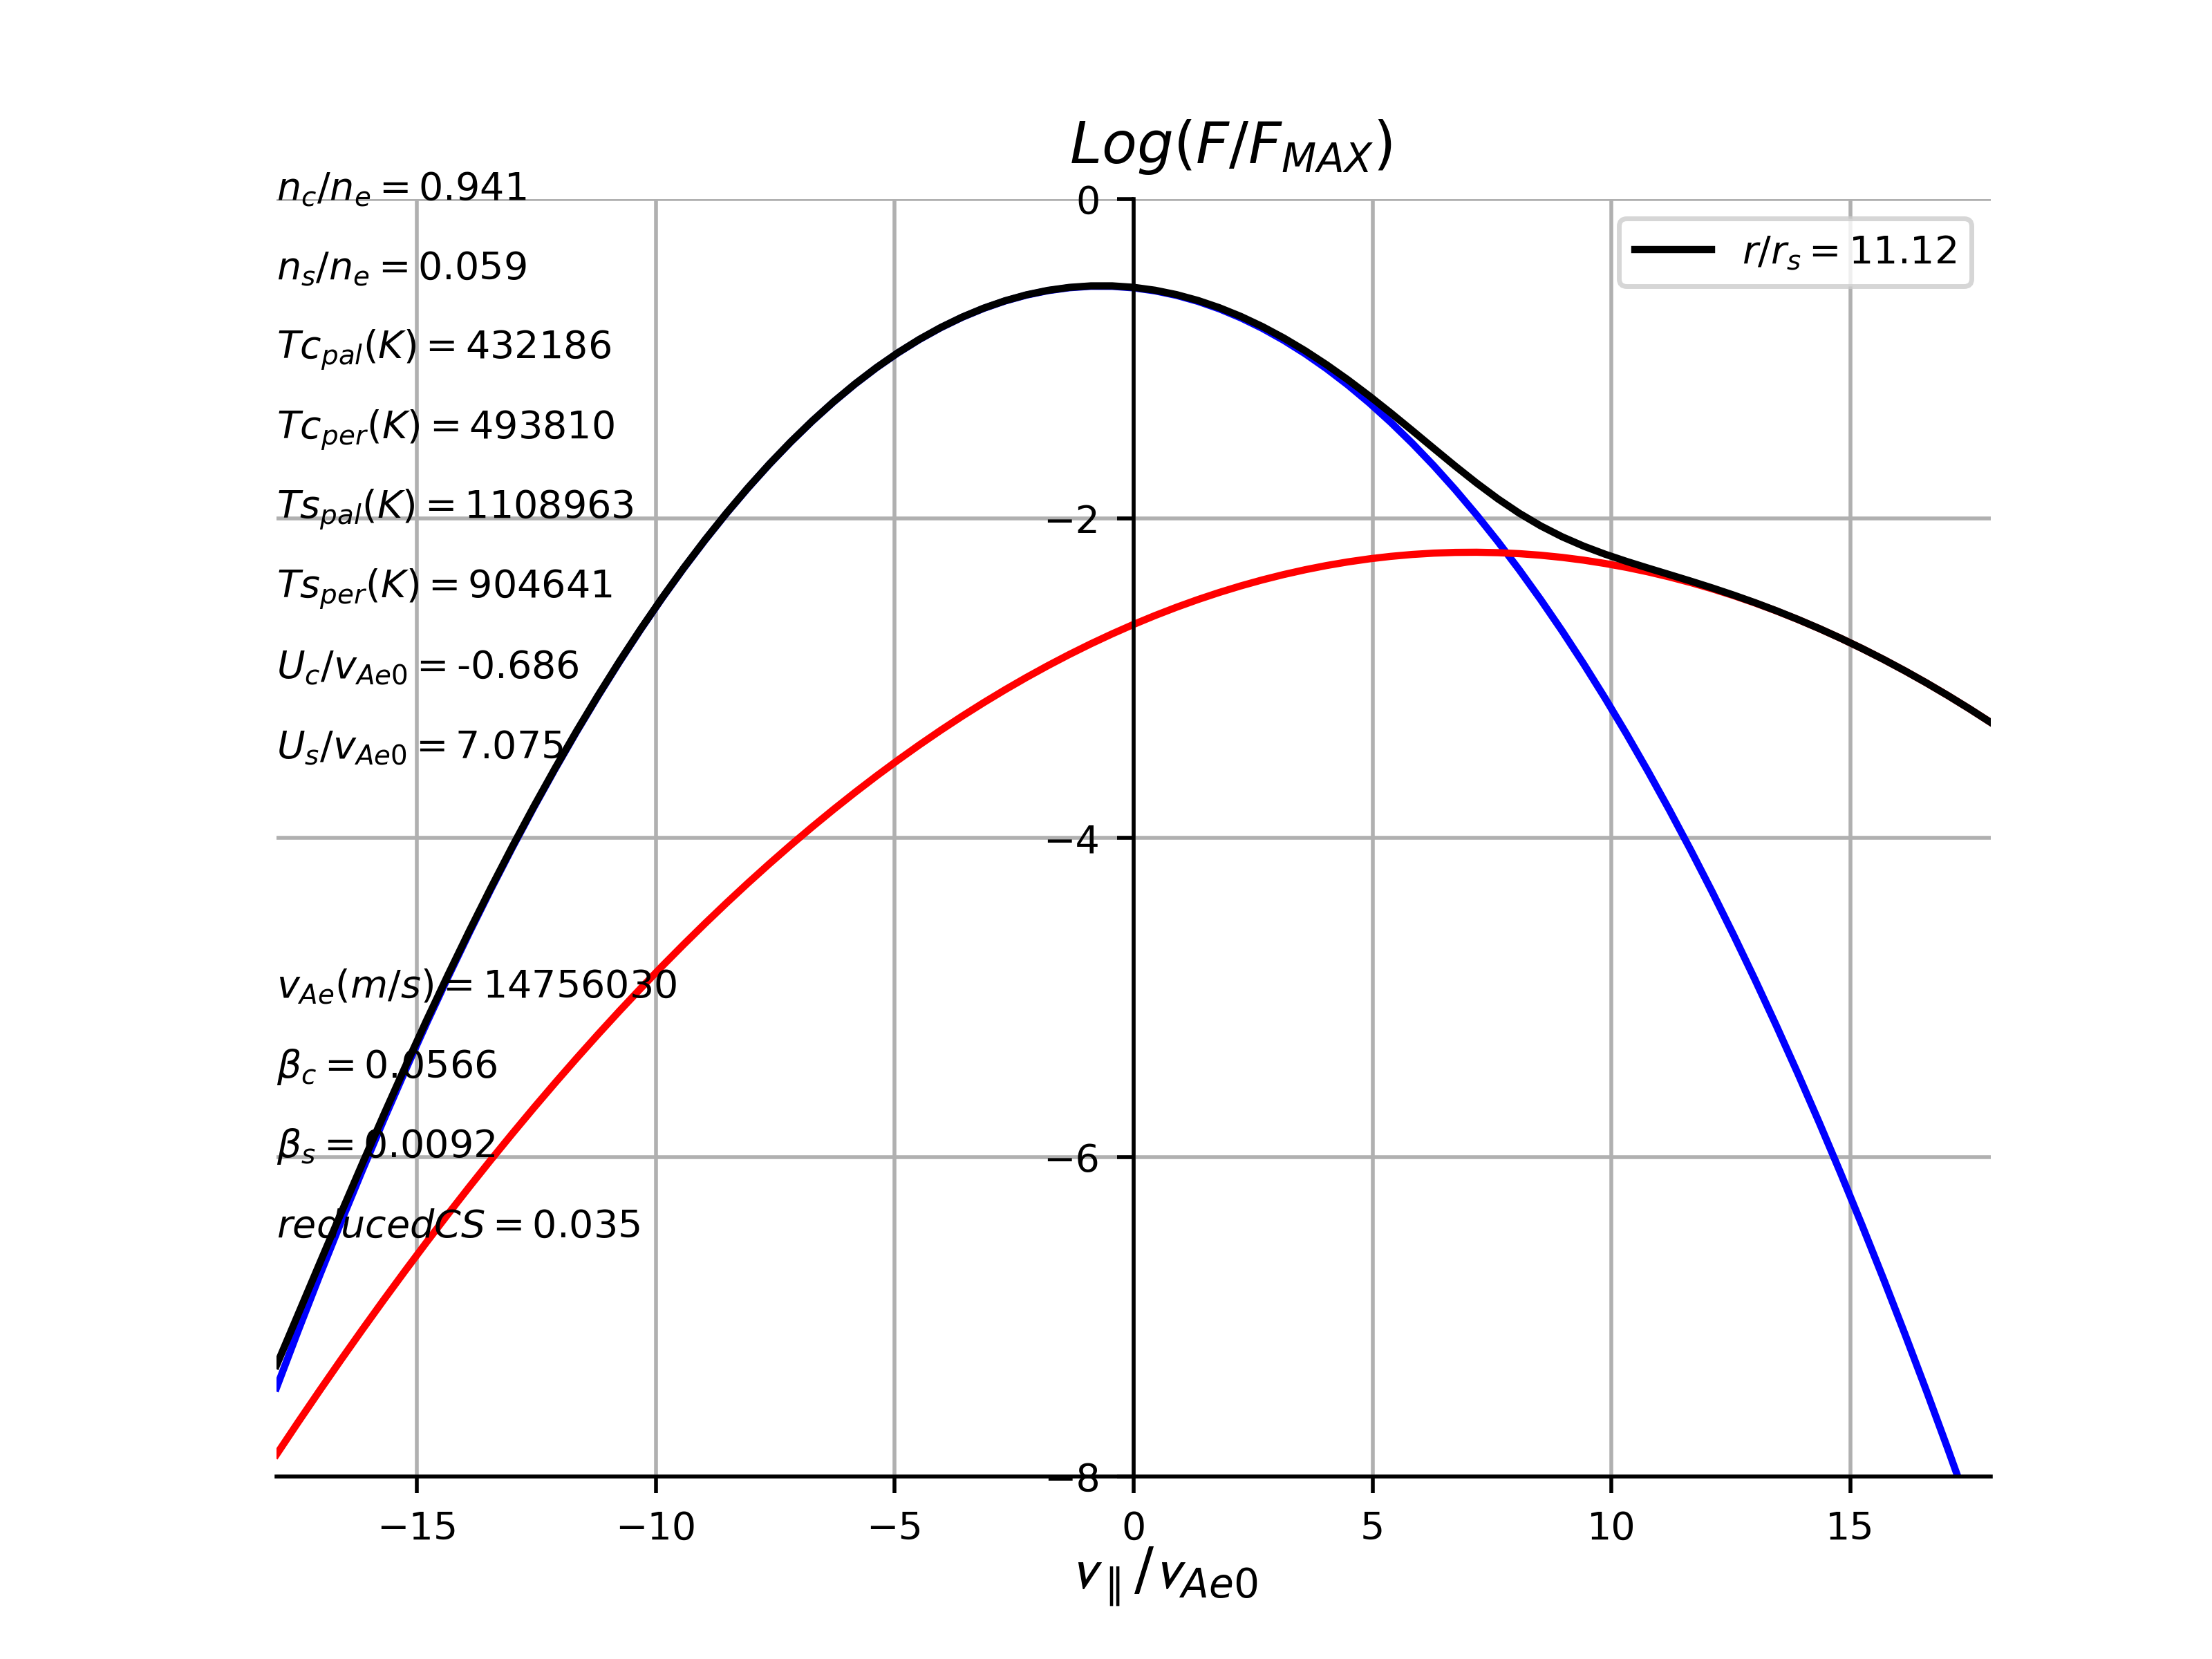 Log(F/F_MAX)
n_c/n_e = 0.941
n_s/n_e = 0.059
Tc_pal(K) = 432186
Tc_per(K) = 493810
Ts_pal(K) = 1108963
Ts_per(K) = 904641
U_c/v_Ae0 = -0.686
U_s/v_Ae0 = 7.075
v_Ae(m/s) = 14756030
β_c = 0.0566
β_s = 0.0092
reducedCS = 0.035
r/r_s = 11.12
0
−2
−4
−6
−8
−15 −10 −5 0 5 10 15
v_∥/v_Ae0